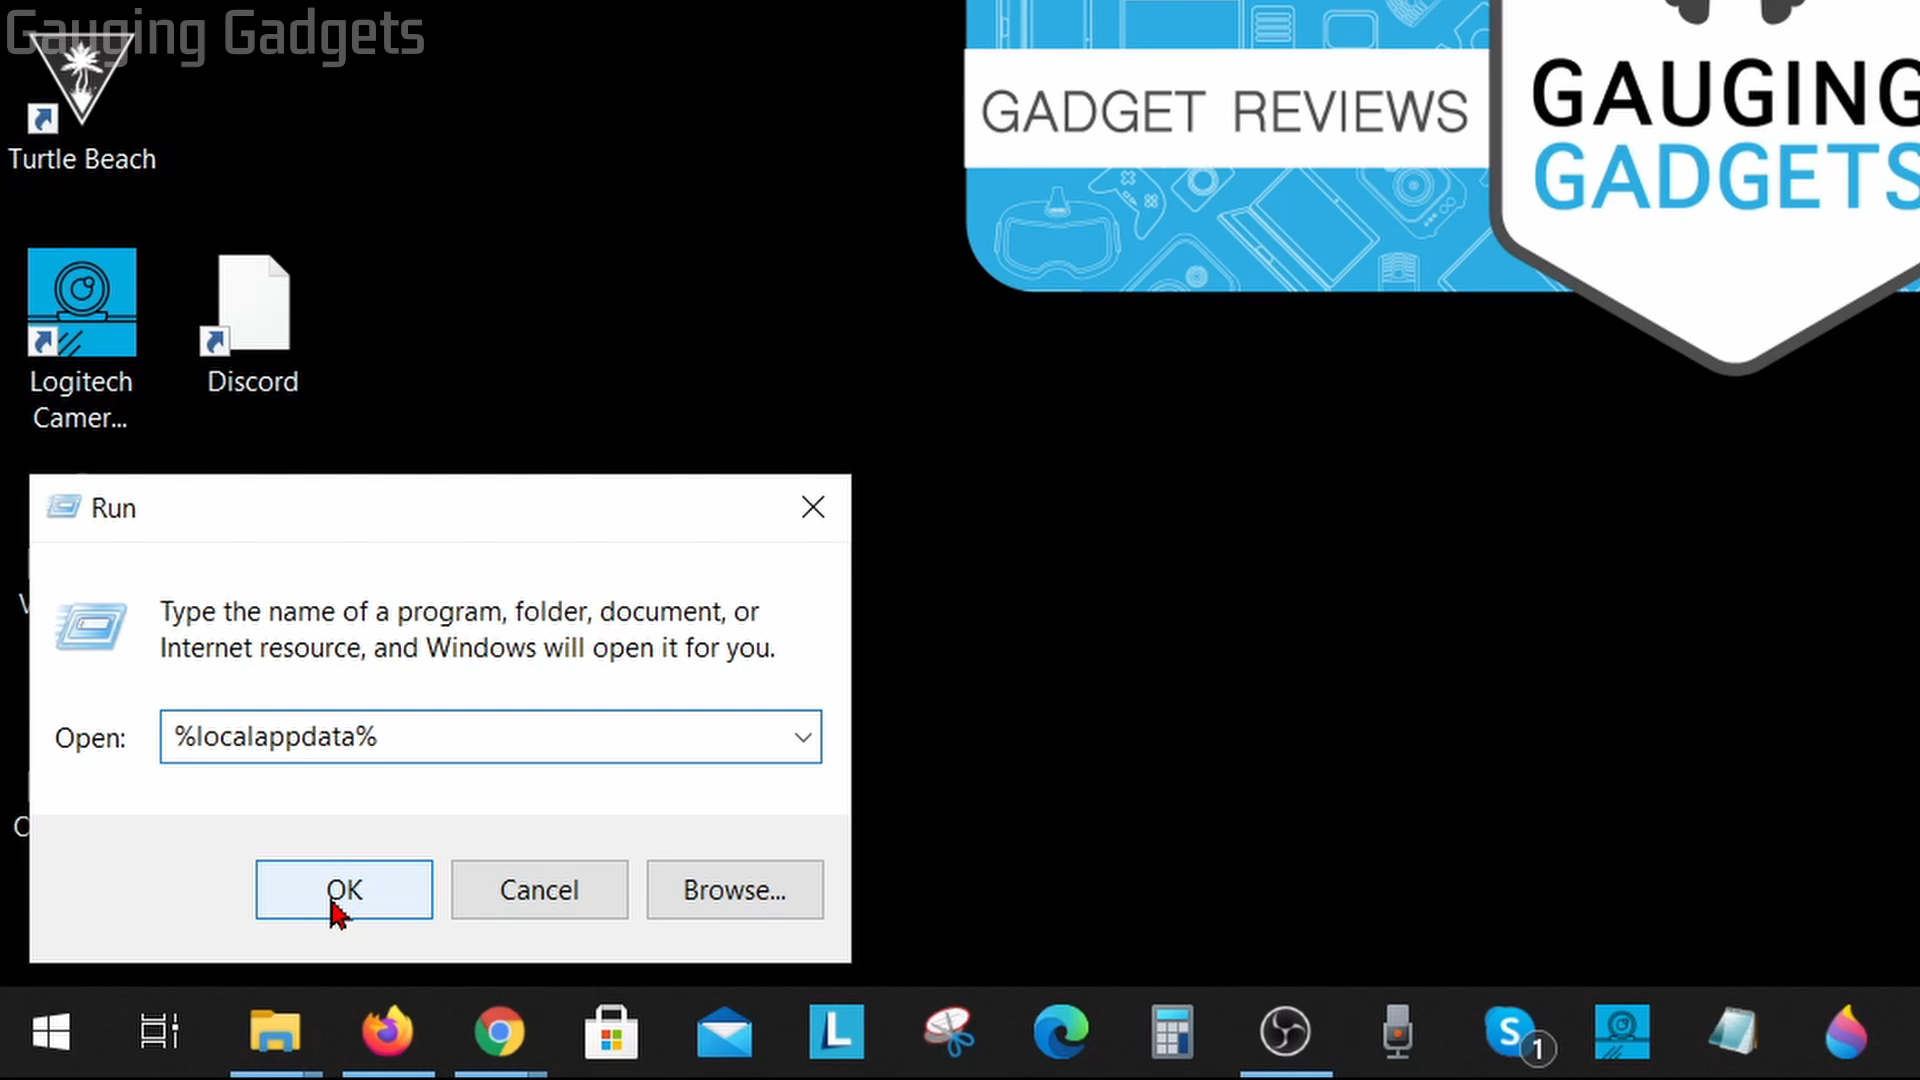 Gauging Gadgets
GADGET REVIEWS
GAUGING
GADGETS
Turtle Beach
Logitech
Camer...
Discord
Run
Type the name of a program, folder, document, or
Internet resource, and Windows will open it for you.
Open:
%localappdata%
OK
Cancel
Browse...
L
S
1